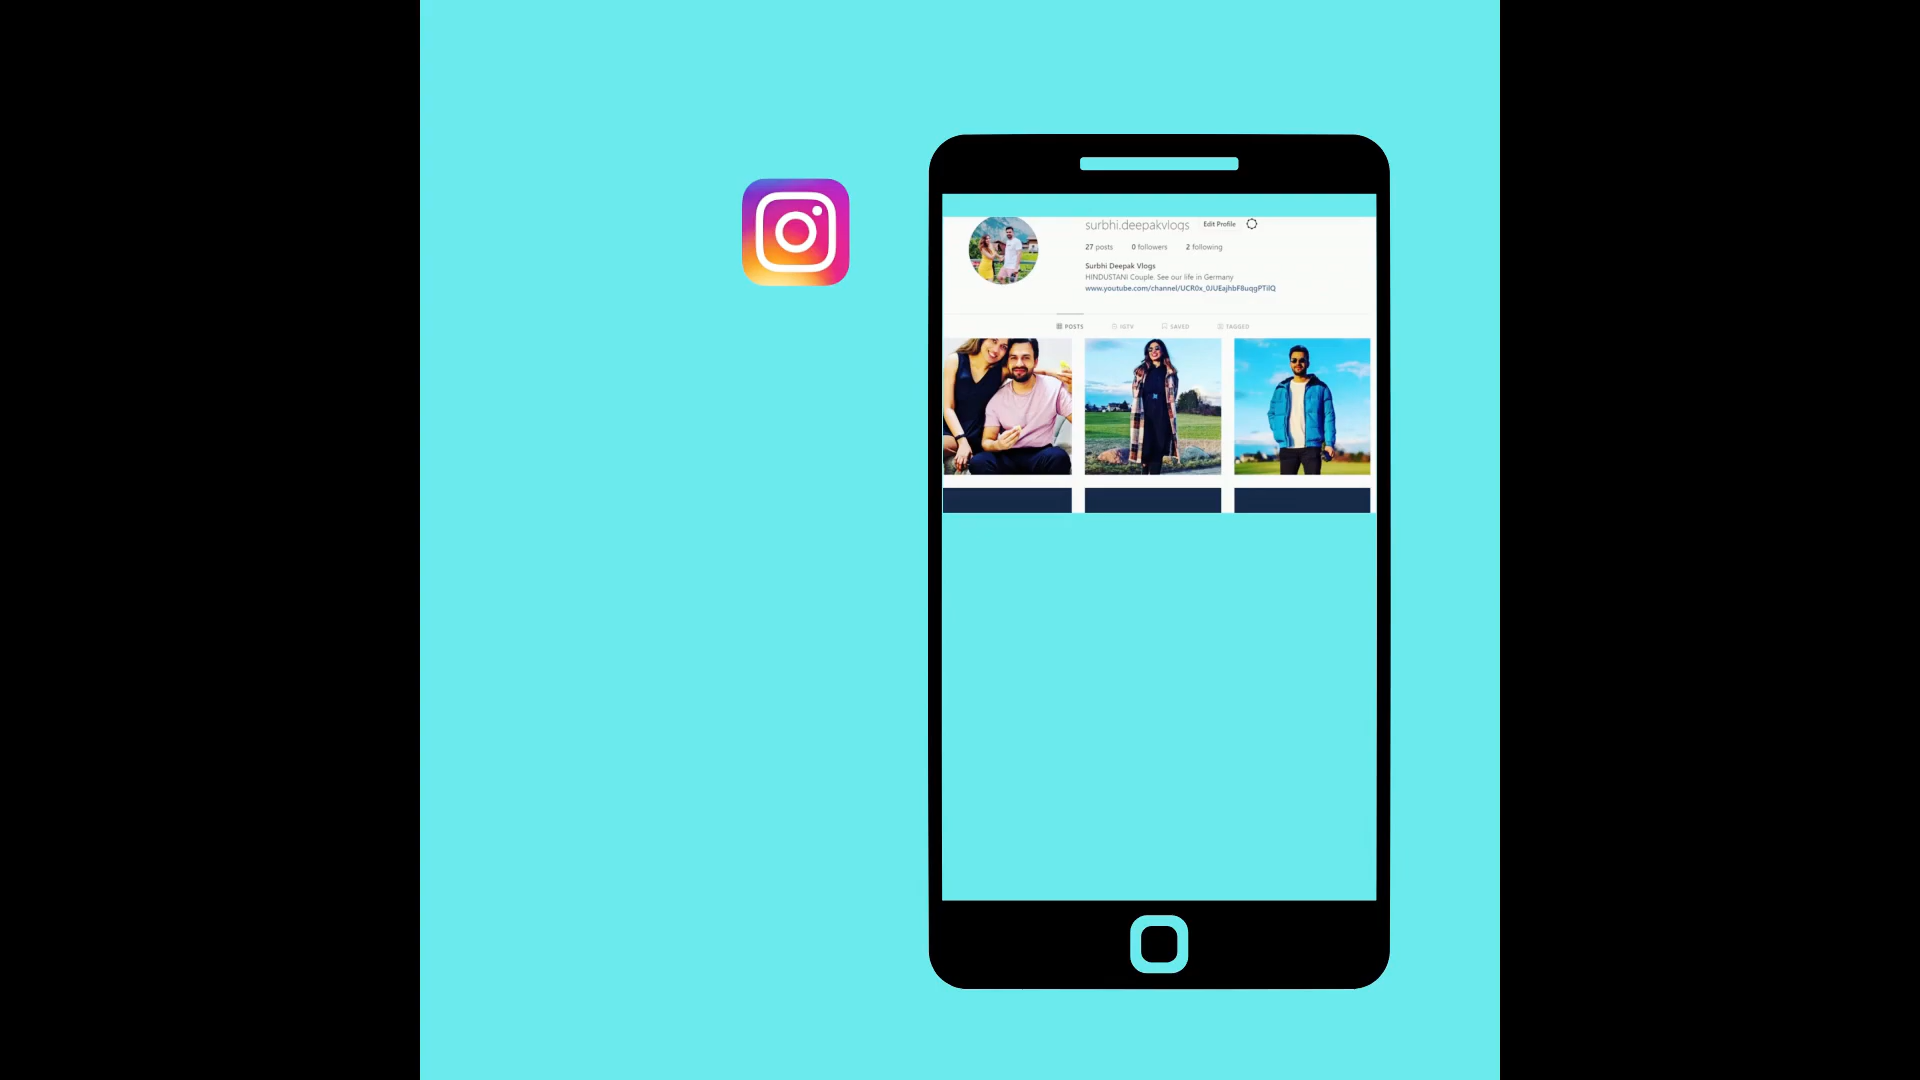 surbhi.deepakvlogs Edit Profile
27 posts 0 followers 2 following
Surbhi Deepak Vlogs
HINDUSTANI Couple. See our life in Germany
www.youtube.com/channel/UCR0x_0JUEajhbF8uqgPTilQ
POSTS IGTV SAVED TAGGED